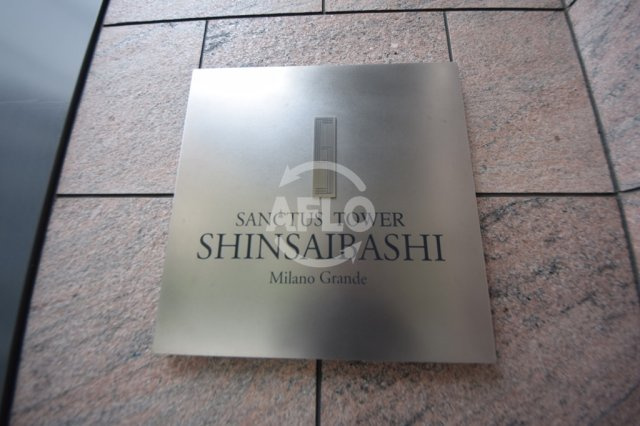 AFLO
SANCTUS TOWER
SHINSAIBASHI
Milano Grande